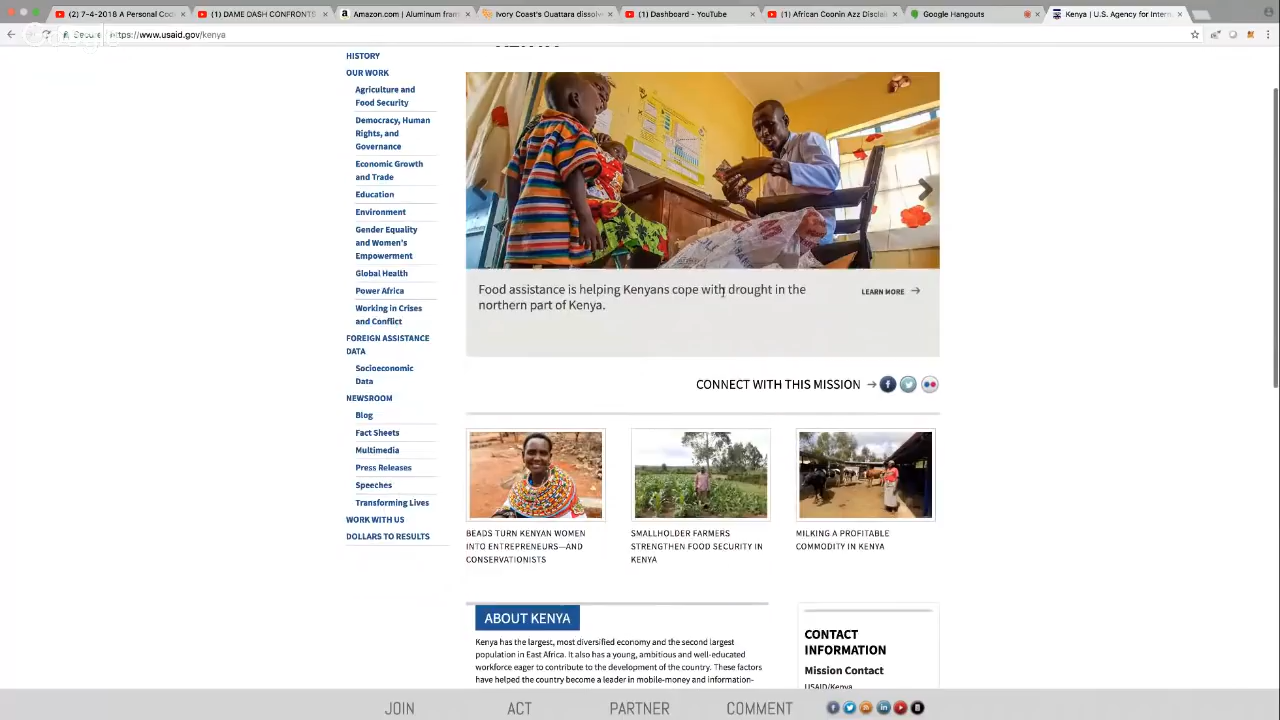 (1) 7-4-2018 A Personal Coo
(1) DAME DASH CONFRONTS
Amazon.com: Aluminum fram
Ivory Coast's Ouattara dissolv
(1) Dashboard - YouTube
(1) African Coonin Azz Discla
Google Hangouts
Kenya | U.S. Agency for Intern
Secure
https://www.usaid.gov/kenya
HISTORY
OUR WORK
Agriculture and
Food Security
Democracy, Human
Rights, and
Governance
Economic Growth
and Trade
Education
Environment
Gender Equality
and Women's
Empowerment
Global Health
Power Africa
Working in Crises
and Conflict
FOREIGN ASSISTANCE
DATA
Socioeconomic
Data
NEWSROOM
Blog
Fact Sheets
Multimedia
Press Releases
Speeches
Transforming Lives
WORK WITH US
DOLLARS TO RESULTS
Food assistance is helping Kenyans cope with drought in the
northern part of Kenya.
LEARN MORE
CONNECT WITH THIS MISSION
BEADS TURN KENYAN WOMEN
INTO ENTREPRENEURS—AND
CONSERVATIONISTS
SMALLHOLDER FARMERS
STRENGTHEN FOOD SECURITY IN
KENYA
MILKING A PROFITABLE
COMMODITY IN KENYA
ABOUT KENYA
Kenya has the largest, most diversified economy and the second largest
population in East Africa. It also has a young, ambitious and well-educated
workforce eager to contribute to the development of the country. These factors
have helped the country become a leader in mobile-money and information-
CONTACT
INFORMATION
Mission Contact
USAID/Kenya
JOIN
ACT
PARTNER
COMMENT